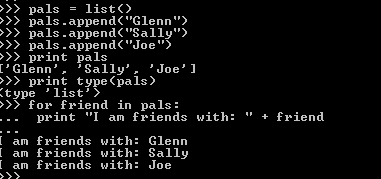 >>> pals = list()
>>> pals.append("Glenn")
>>> pals.append("Sally")
>>> pals.append("Joe")
>>> print pals
['Glenn', 'Sally', 'Joe']
>>> print type(pals)
<type 'list'>
>>> for friend in pals:
...  print "I am friends with: " + friend
...
I am friends with: Glenn
I am friends with: Sally
I am friends with: Joe
>>>